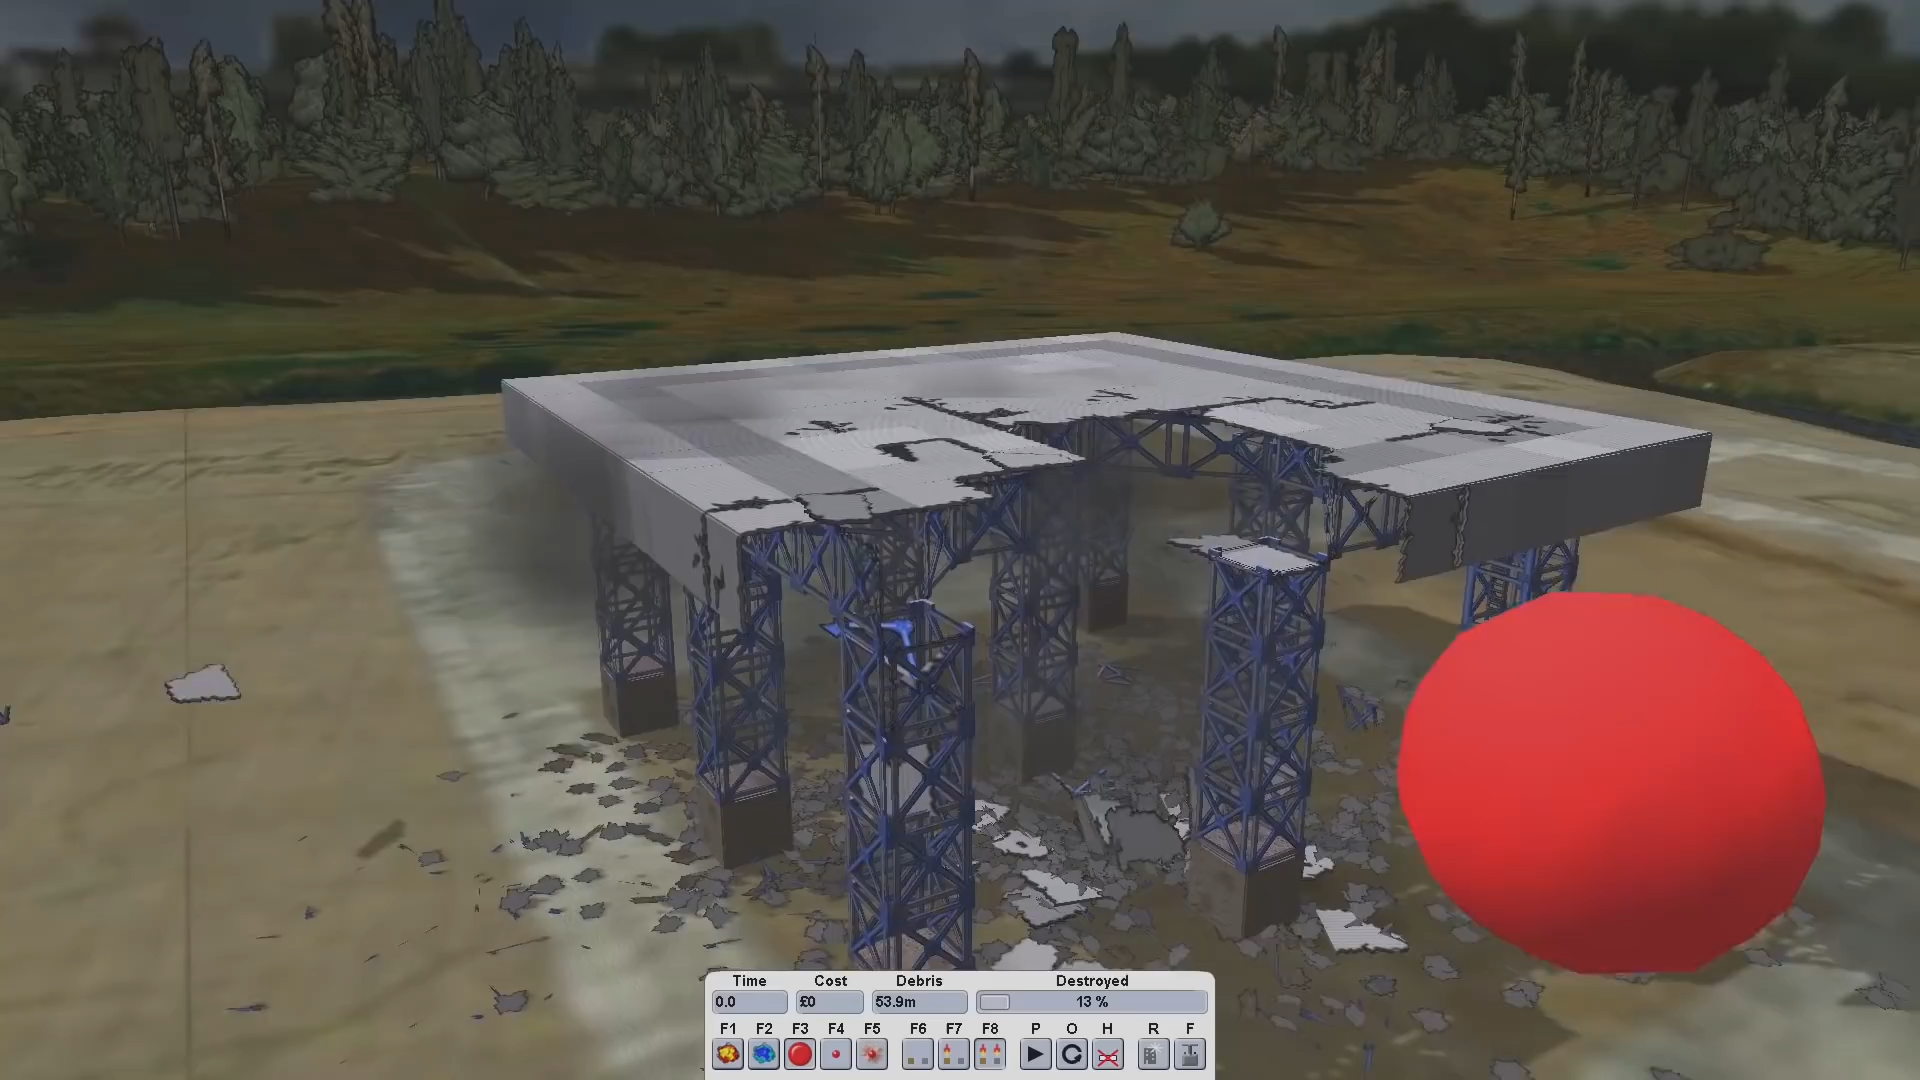 Time Cost Debris Destroyed
0.0 £0 53.9m 13 %
F1 F2 F3 F4 F5 F6 F7 F8 P O H R F